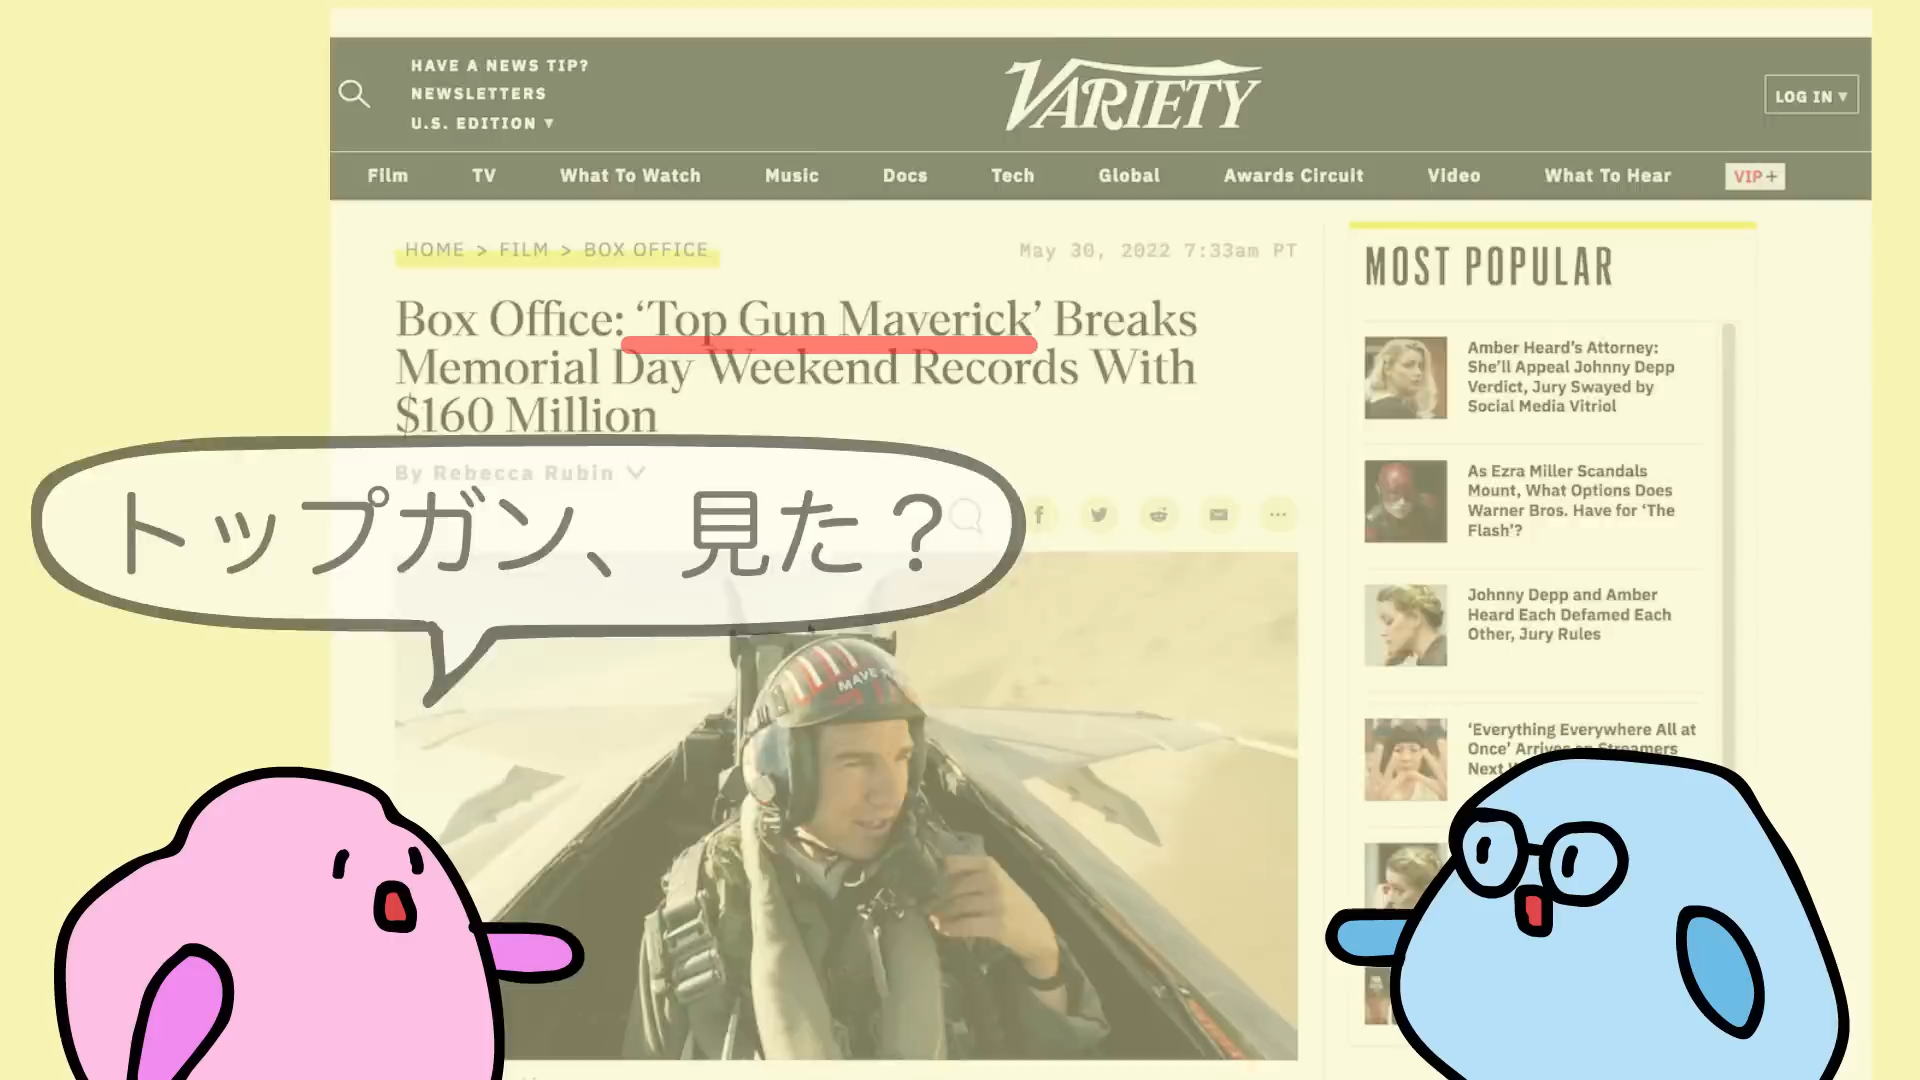 HAVE A NEWS TIP?
NEWSLETTERS
U.S. EDITION ▼
VARIETY
LOG IN ▼
Film TV What To Watch Music Docs Tech Global Awards Circuit Video What To Hear VIP+
HOME > FILM > BOX OFFICE
May 30, 2022 7:33am PT
Box Office: ‘Top Gun Maverick’ Breaks
Memorial Day Weekend Records With
$160 Million
By Rebecca Rubin
トップガン、見た？
MAVE
MOST POPULAR
Amber Heard’s Attorney:
She’ll Appeal Johnny Depp
Verdict, Jury Swayed by
Social Media Vitriol
As Ezra Miller Scandals
Mount, What Options Does
Warner Bros. Have for ‘The
Flash’?
Johnny Depp and Amber
Heard Each Defamed Each
Other, Jury Rules
‘Everything Everywhere All at
Once’ Arrives on Streamers
Next